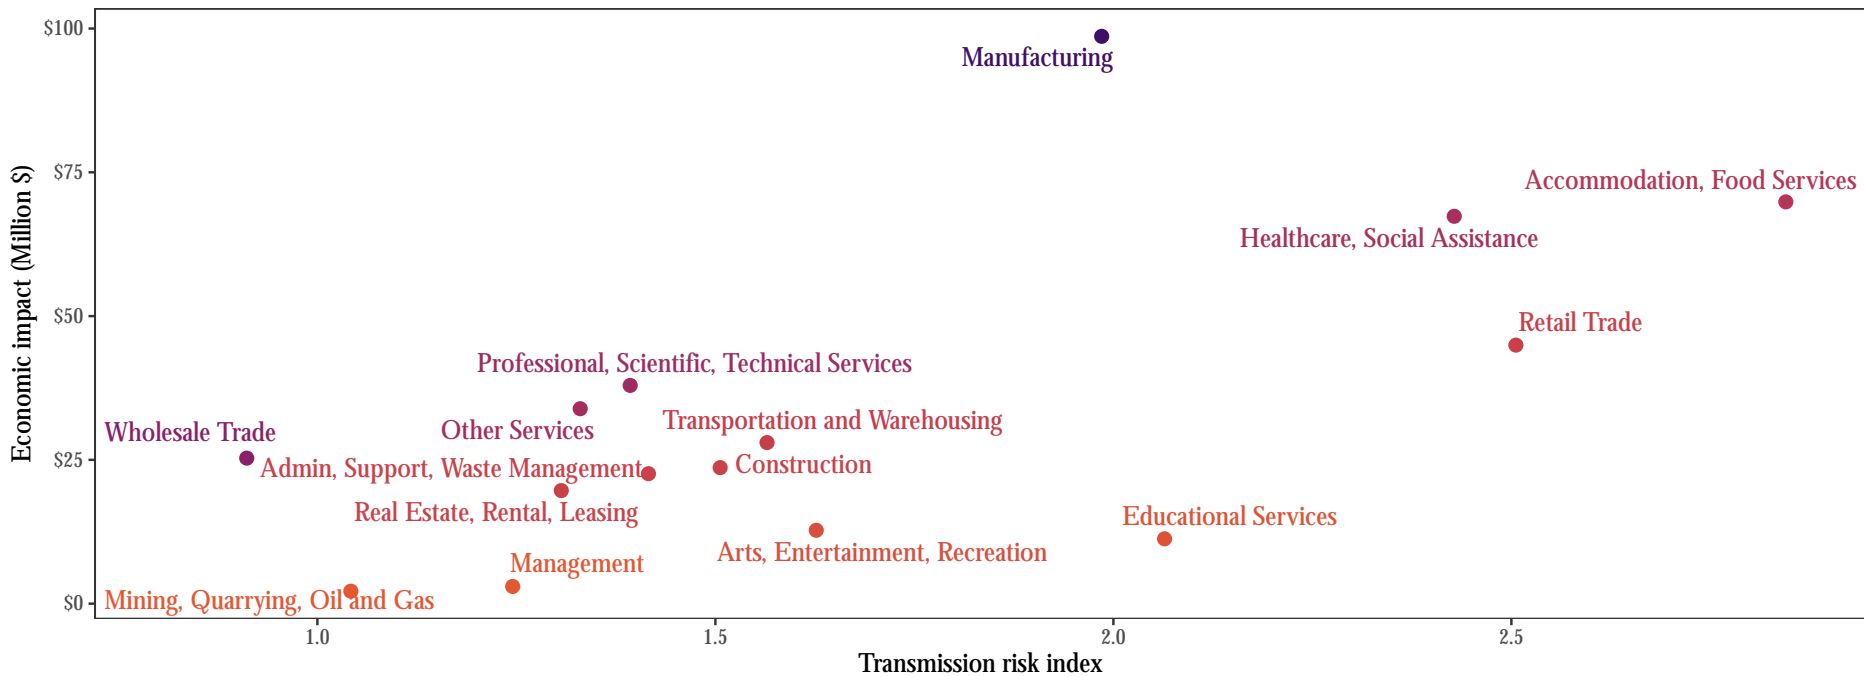 $100
Manufacturing
$75
Accommodation, Food Services
Healthcare, Social Assistance
$50
Retail Trade
Professional, Scientific, Technical Services
Transportation and Warehousing
Other Services
Wholesale Trade
$25
Admin, Support, Waste Management
Construction
Real Estate, Rental, Leasing
Educational Services
Arts, Entertainment, Recreation
Management
Mining, Quarrying, Oil and Gas
$0
Economic impact (Million $)
1.0
1.5
2.0
2.5
Transmission risk index